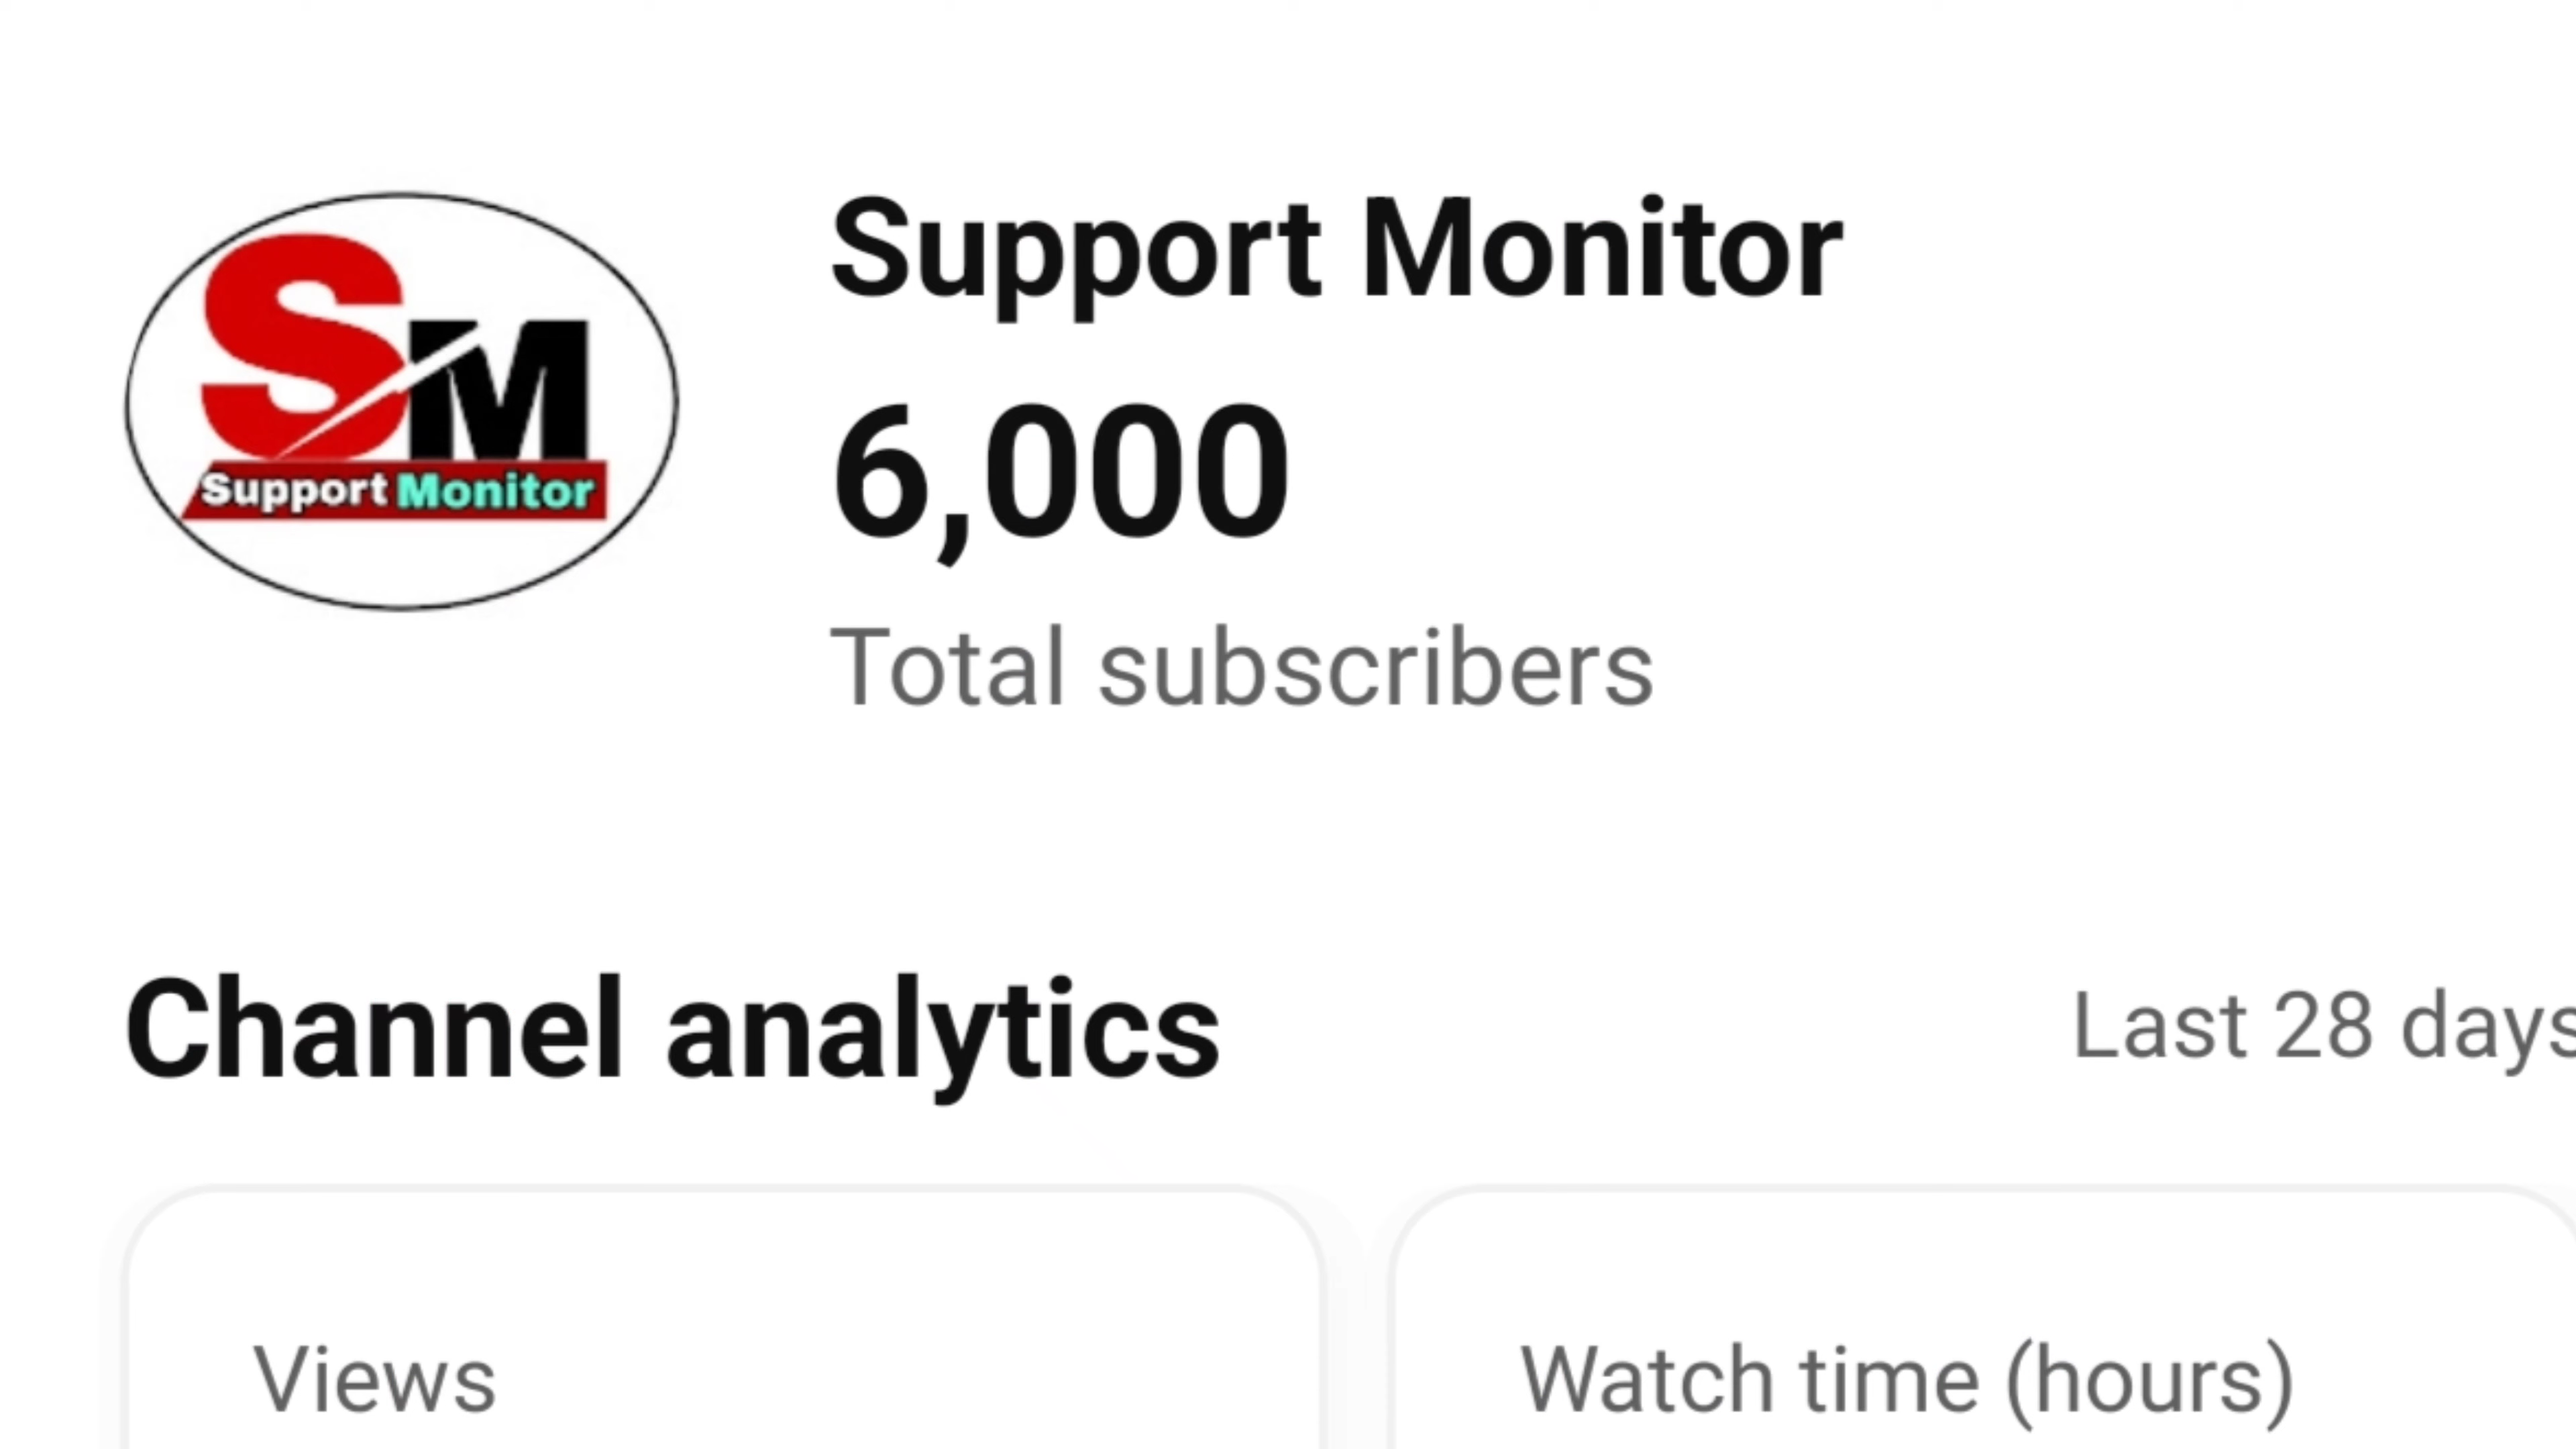 SM
Support Monitor
Support Monitor
6,000
Total subscribers
Channel analytics
Last 28 days
Views
Watch time (hours)